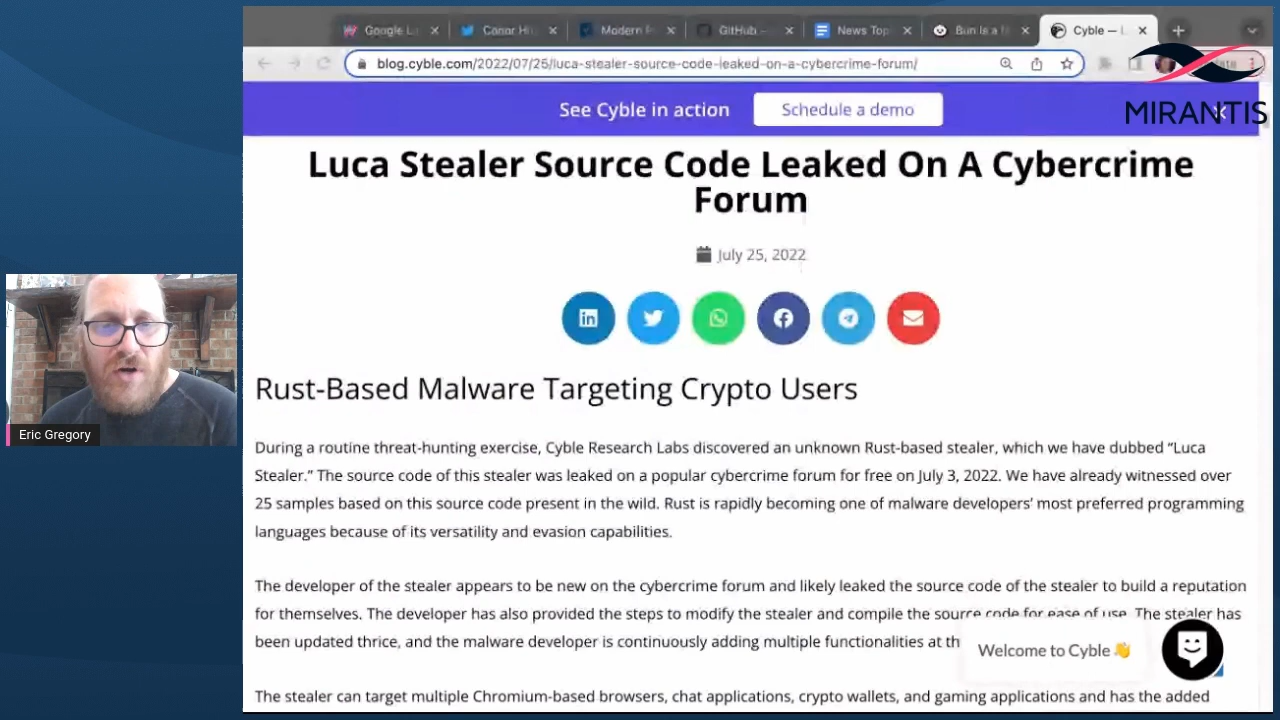 Google L
Conor Hi
Modern
GitHub -
News Top
Bun is a
Cyble — L
blog.cyble.com/2022/07/25/luca-stealer-source-code-leaked-on-a-cybercrime-forum/
MIRANTIS
See Cyble in action
Schedule a demo
Luca Stealer Source Code Leaked On A Cybercrime
Forum
July 25, 2022
Rust-Based Malware Targeting Crypto Users
During a routine threat-hunting exercise, Cyble Research Labs discovered an unknown Rust-based stealer, which we have dubbed “Luca
Stealer.” The source code of this stealer was leaked on a popular cybercrime forum for free on July 3, 2022. We have already witnessed over
25 samples based on this source code present in the wild. Rust is rapidly becoming one of malware developers’ most preferred programming
languages because of its versatility and evasion capabilities.
The developer of the stealer appears to be new on the cybercrime forum and likely leaked the source code of the stealer to build a reputation
for themselves. The developer has also provided the steps to modify the stealer and compile the source code for ease of use. The stealer has
been updated thrice, and the malware developer is continuously adding multiple functionalities at th
The stealer can target multiple Chromium-based browsers, chat applications, crypto wallets, and gaming applications and has the added
Welcome to Cyble 👋
Eric Gregory